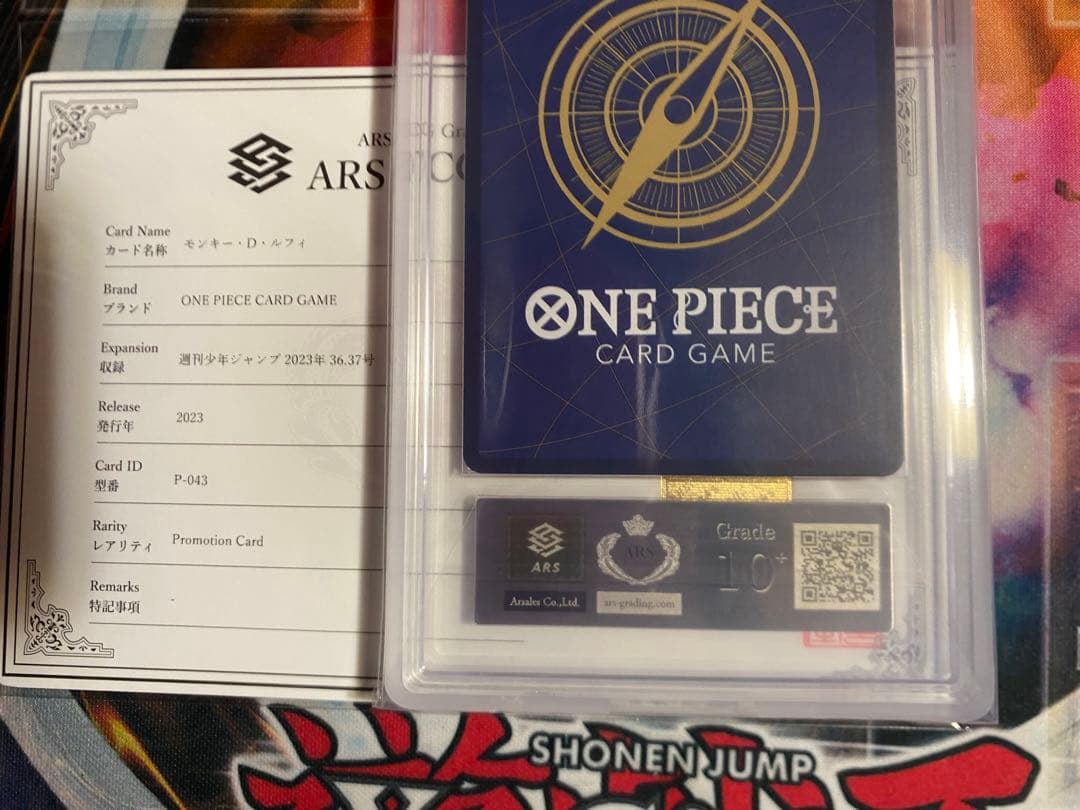 ARS
ARS
Card Name
カード名称
モンキー・D・ルフィ
Brand
ブランド
ONE PIECE CARD GAME
Expansion
収録
週刊少年ジャンプ 2023年 36.37号
Release
発行年
2023
Card ID
型番
P-043
Rarity
レアリティ
Promotion Card
Remarks
特記事項
-
ONE PIECE
CARD GAME
ARS
Arsales Co.,Ltd.
ARS
ars-grading.com
Grade
10+
SHONEN JUMP